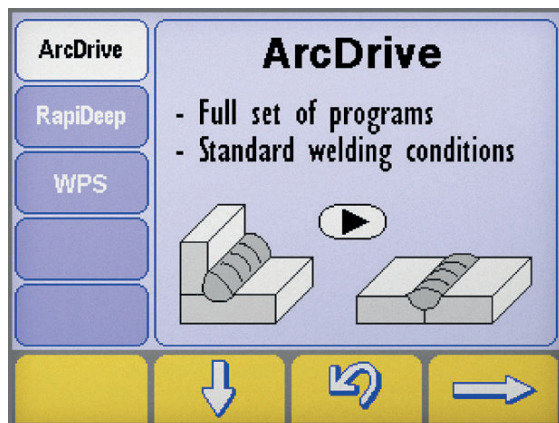 ArcDrive
RapiDeep
WPS
ArcDrive
- Full set of programs
- Standard welding conditions